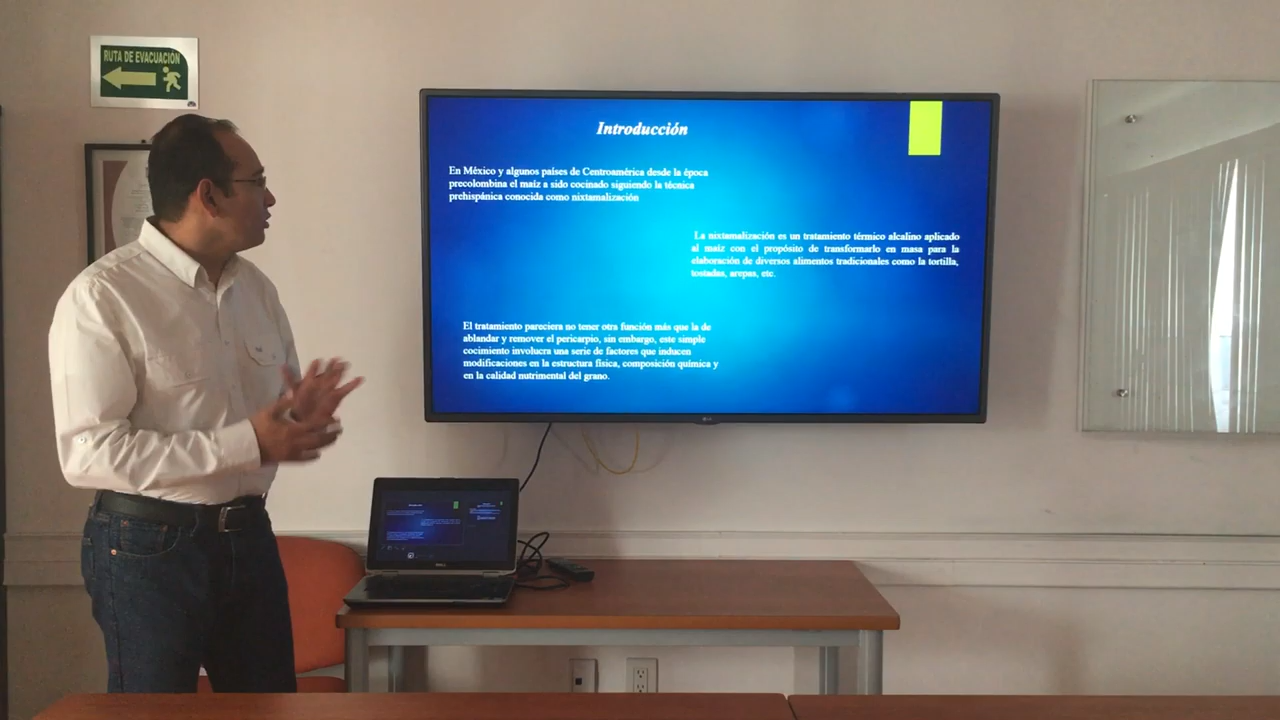 RUTA DE EVACUACIÓN
Introducción
En México y algunos países de Centroamérica desde la época
precolombina el maíz a sido cocinado siguiendo la técnica
prehispánica conocida como nixtamalización
La nixtamalización es un tratamiento térmico alcalino aplicado
al maíz con el propósito de transformarlo en masa para la
elaboración de diversos alimentos tradicionales como la tortilla,
tostadas, arepas, etc.
El tratamiento pareciera no tener otra función más que la de
ablandar y remover el pericarpio, sin embargo, este simple
cocimiento involucra una serie de factores que inducen
modificaciones en la estructura física, composición química y
en la calidad nutrimental del grano.
LG
DELL